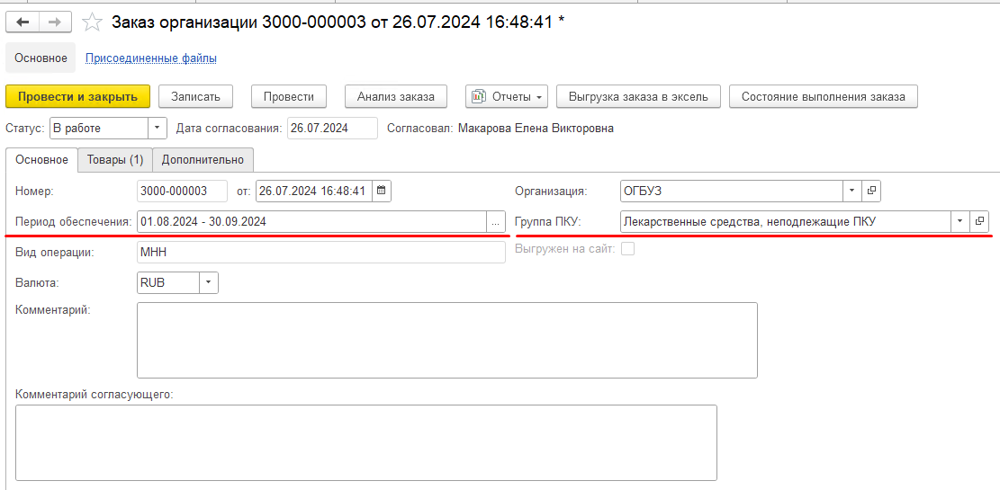 Заказ организации 3000-000003 от 26.07.2024 16:48:41 *
Основное Присоединенные файлы
Провести и закрыть Записать Провести Анализ заказа Отчеты Выгрузка заказа в эксель Состояние выполнения заказа
Статус: В работе Дата согласования: 26.07.2024 Согласовал: Макарова Елена Викторовна
Основное Товары (1) Дополнительно
Номер: 3000-000003 от: 26.07.2024 16:48:41 Организация: ОГБУЗ
Период обеспечения: 01.08.2024 - 30.09.2024 ... Группа ПКУ: Лекарственные средства, неподлежащие ПКУ
Вид операции: МНН Выгружен на сайт:
Валюта: RUB
Комментарий:
Комментарий согласующего: